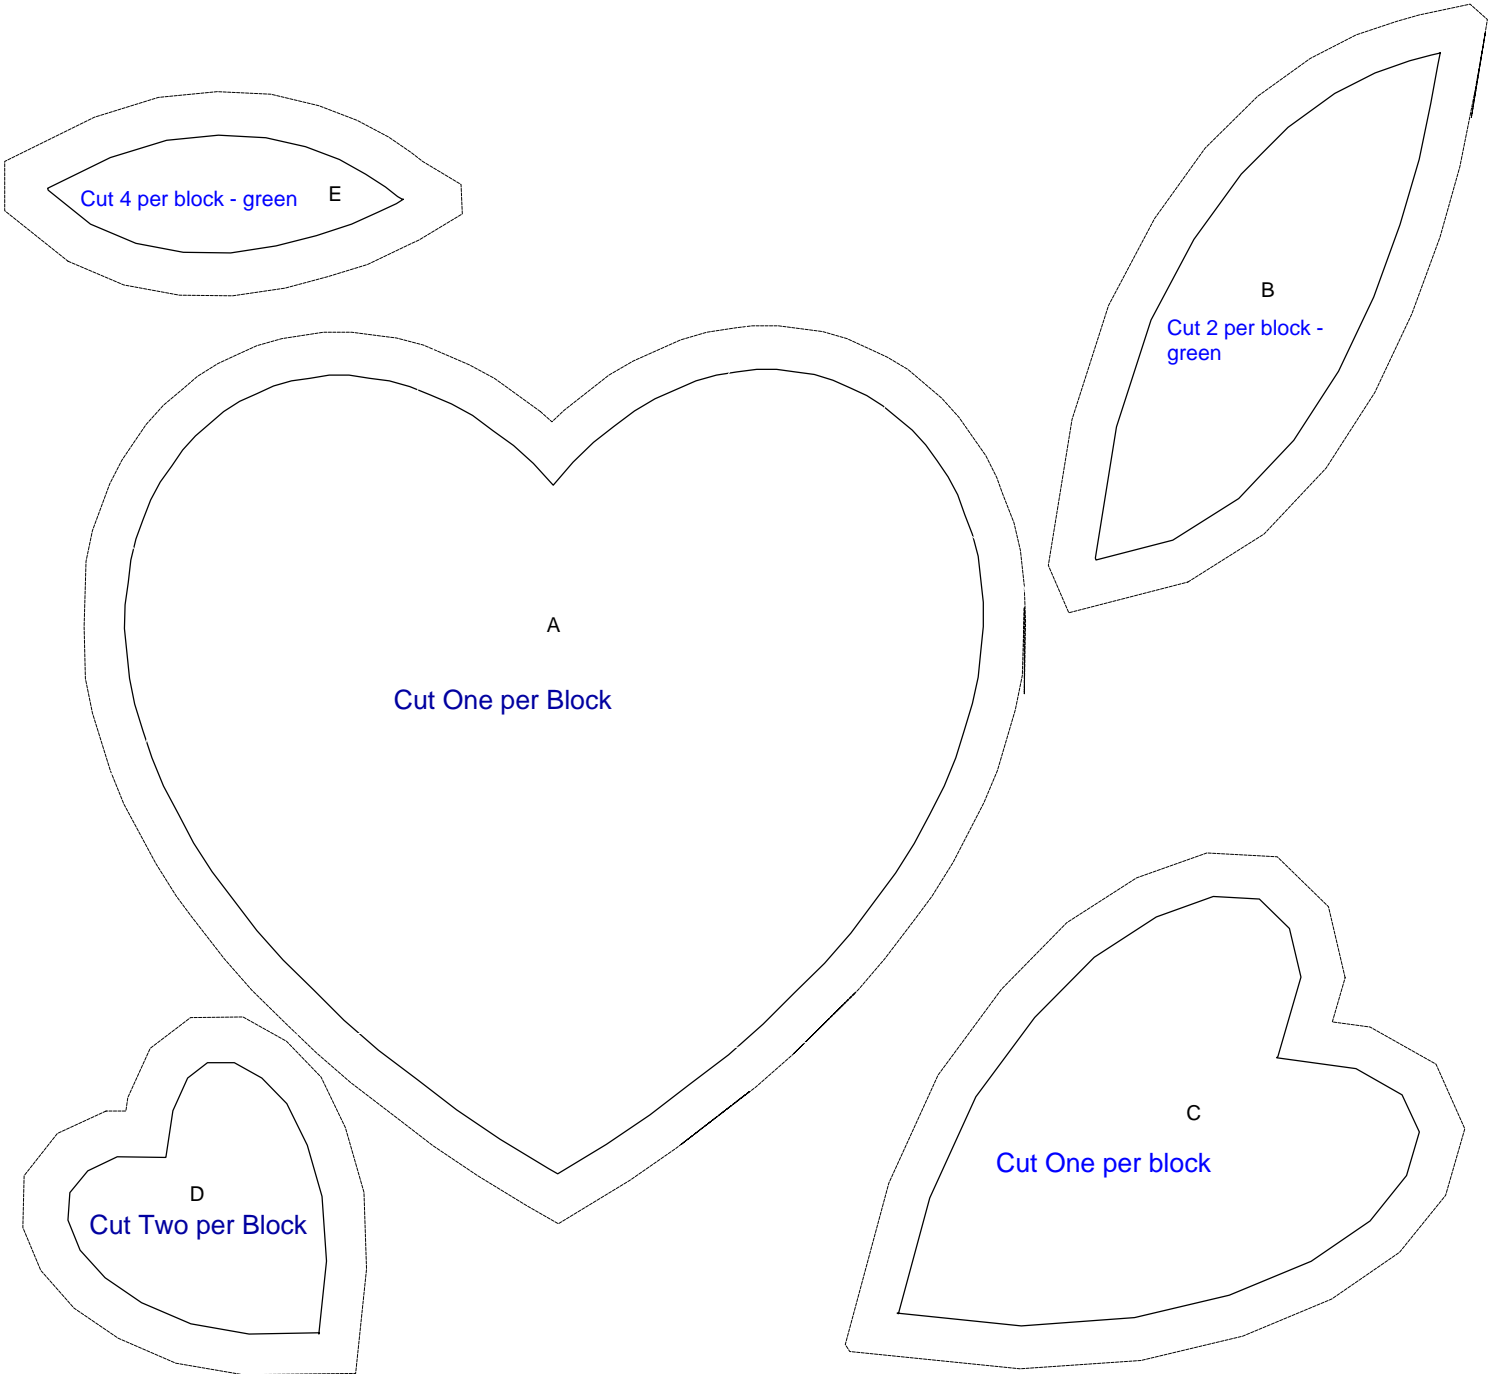 Cut 4 per block - green E
B
Cut 2 per block -
green
A
Cut One per Block
C
Cut One per block
D
Cut Two per Block